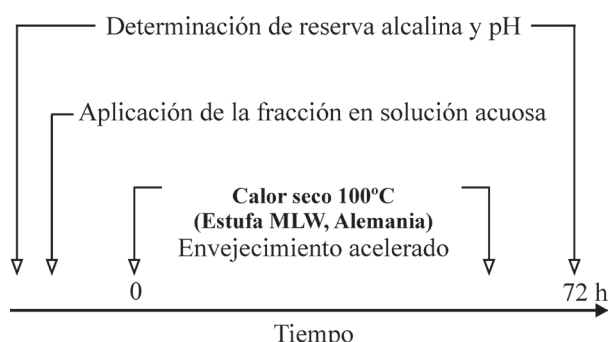 Determinación de reserva alcalina y pH
Aplicación de la fracción en solución acuosa
Calor seco 100ºC
(Estufa MLW, Alemania)
Envejecimiento acelerado
0
72 h
Tiempo